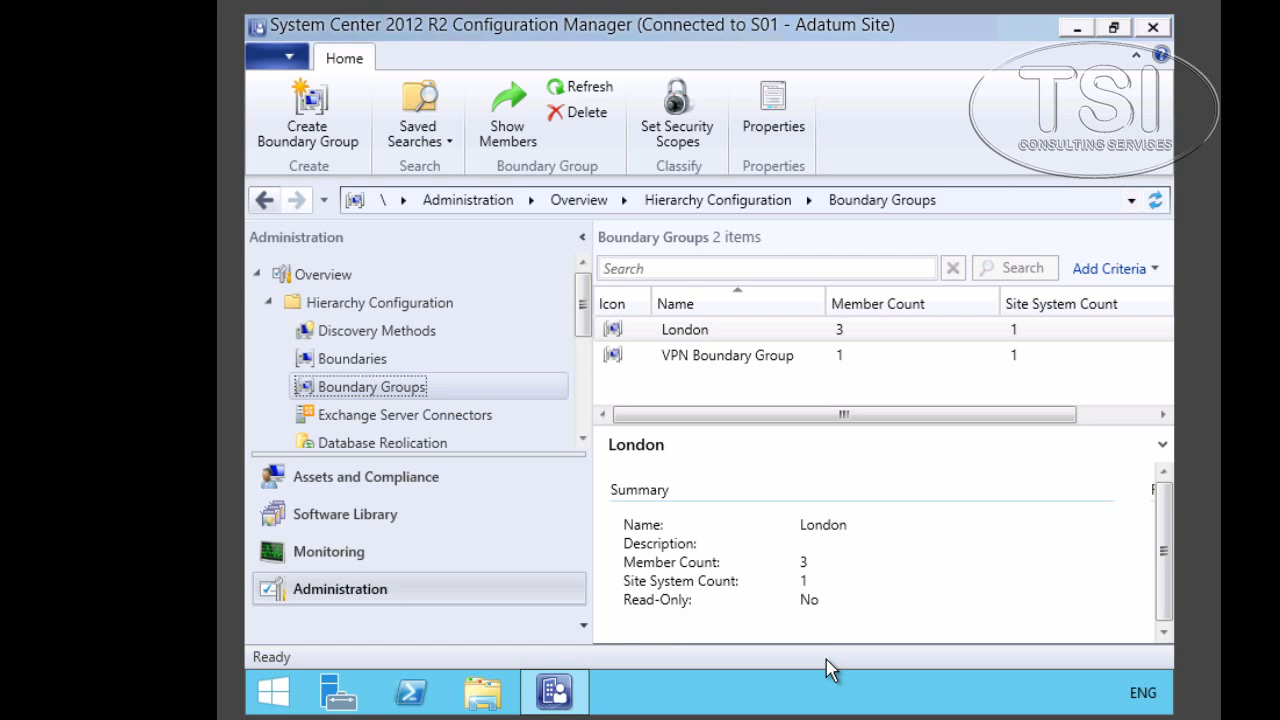 System Center 2012 R2 Configuration Manager (Connected to S01 - Adatum Site)
Home
TSI
CONSULTING SERVICES
Create
Boundary Group
Saved
Searches
Show
Members
Refresh
Delete
Set Security
Scopes
Properties
Create
Search
Boundary Group
Classify
Properties
\ Administration Overview Hierarchy Configuration Boundary Groups
Administration
Overview
Hierarchy Configuration
Discovery Methods
Boundaries
Boundary Groups
Exchange Server Connectors
Database Replication
Assets and Compliance
Software Library
Monitoring
Administration
Boundary Groups 2 items
Search
Search
Add Criteria
Icon Name Member Count Site System Count
London 3 1
VPN Boundary Group 1 1
London
Summary
Name: London
Description:
Member Count: 3
Site System Count: 1
Read-Only: No
Ready
ENG